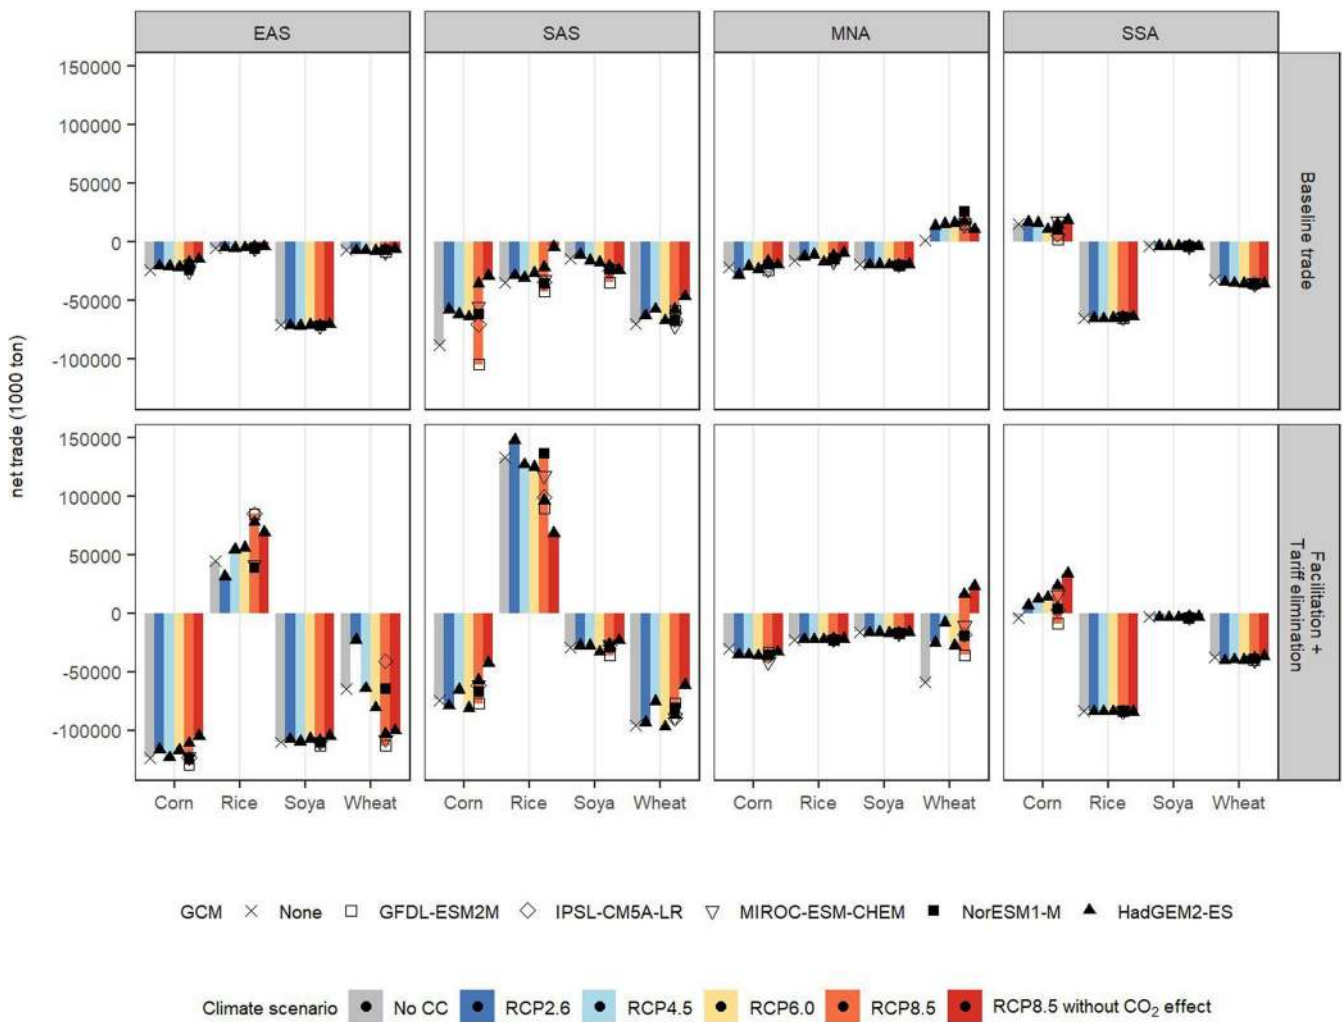 EAS SAS MNA SSA
150000
100000
50000
0
-50000
-100000
Baseline trade
net trade (1000 ton)
150000
100000
50000
0
-50000
-100000
Facilitation +
Tariff elimination
Corn Rice Soya Wheat Corn Rice Soya Wheat Corn Rice Soya Wheat Corn Rice Soya Wheat
GCM None GFDL-ESM2M IPSL-CM5A-LR MIROC-ESM-CHEM NorESM1-M HadGEM2-ES
Climate scenario No CC RCP2.6 RCP4.5 RCP6.0 RCP8.5 RCP8.5 without CO₂ effect